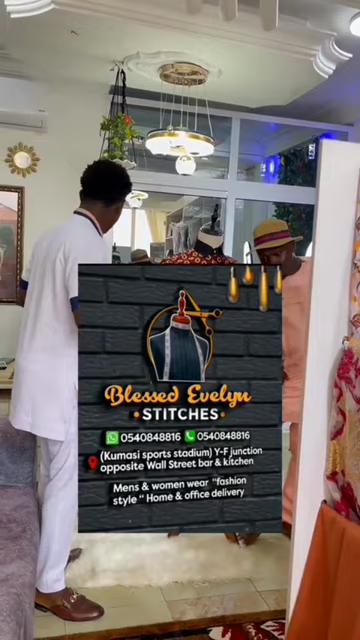 Blessed Evelyn
• STITCHES •
0540848816 0540848816
(Kumasi sports stadium) Y-F junction
opposite Wall Street bar & kitchen
Mens & women wear "fashion
style " Home & office delivery